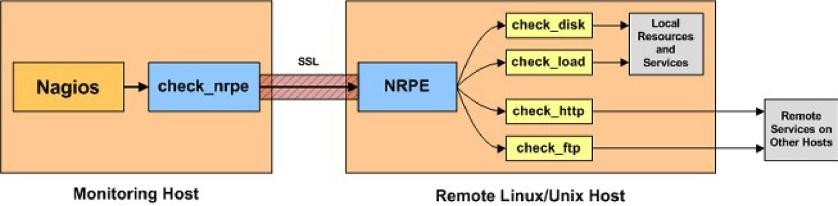 Nagios
check_nrpe
SSL
NRPE
check_disk
check_load
check_http
check_ftp
Local
Resources
and
Services
Remote
Services on
Other Hosts
Monitoring Host
Remote Linux/Unix Host